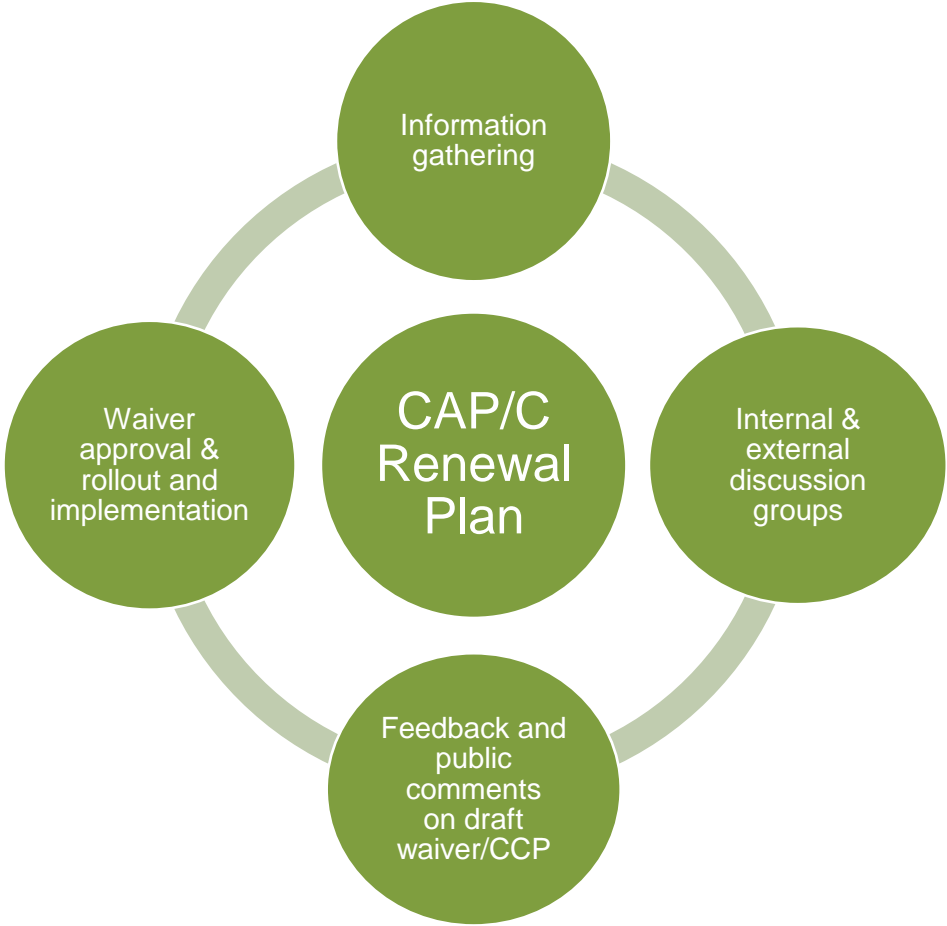 Information
gathering
Internal &
external
discussion
groups
Feedback and
public
comments
on draft
waiver/CCP
Waiver
approval &
rollout and
implementation
CAP/C
Renewal
Plan